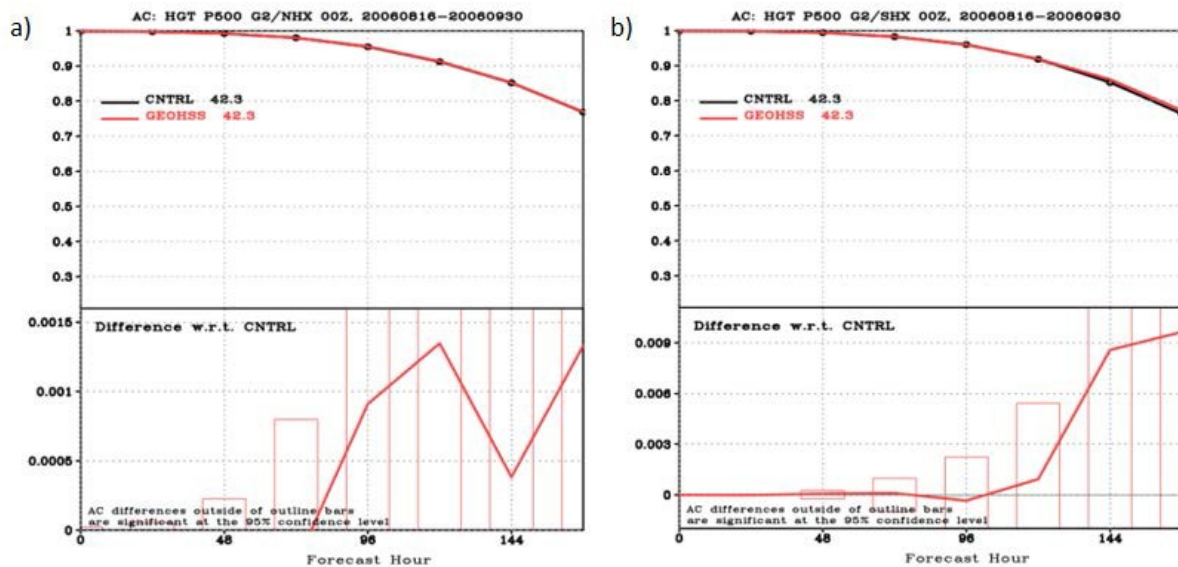 a)
AC: HGT P500 G2/NHX 00Z, 20060816-20060930
1
0.9
0.8
0.7
0.6
0.5
0.4
0.3
CNTRL 42.3
GEOHSS 42.3
Difference w.r.t. CNTRL
0.0015
0.001
0.0005
0
AC differences outside of outline bars
are significant at the 95% confidence level
0 48 96 144
Forecast Hour
b)
AC: HGT P500 G2/SHX 00Z, 20060816-20060930
1
0.9
0.8
0.7
0.6
0.5
0.4
0.3
CNTRL 42.3
GEOHSS 42.3
Difference w.r.t. CNTRL
0.009
0.006
0.003
0
AC differences outside of outline bars
are significant at the 95% confidence level
0 48 96 144
Forecast Hour